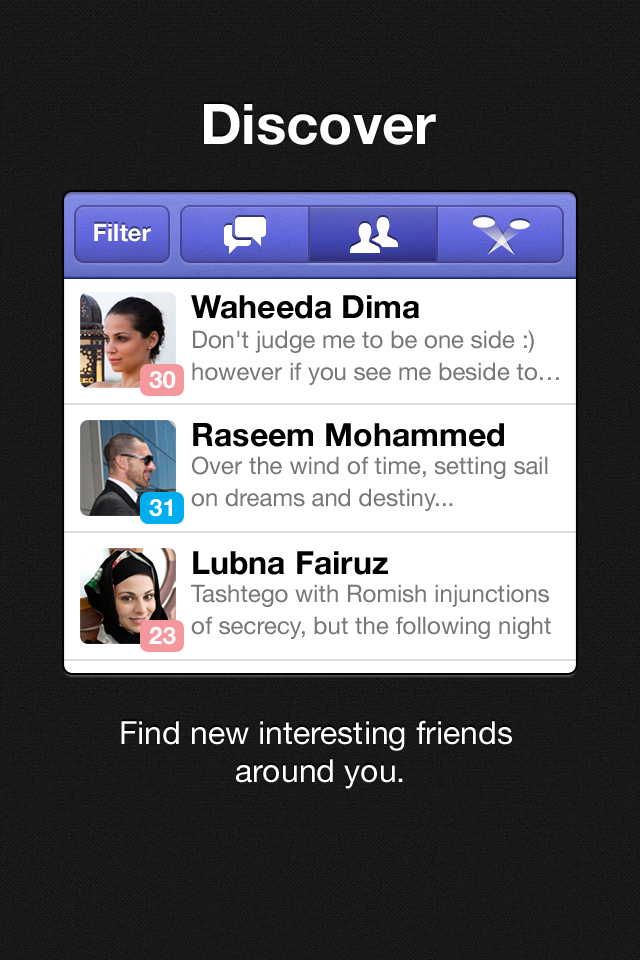 Discover
Filter
Waheeda Dima
Don't judge me to be one side :)
however if you see me beside to...
30
Raseem Mohammed
Over the wind of time, setting sail
on dreams and destiny...
31
Lubna Fairuz
Tashtego with Romish injunctions
of secrecy, but the following night
23
Find new interesting friends
around you.